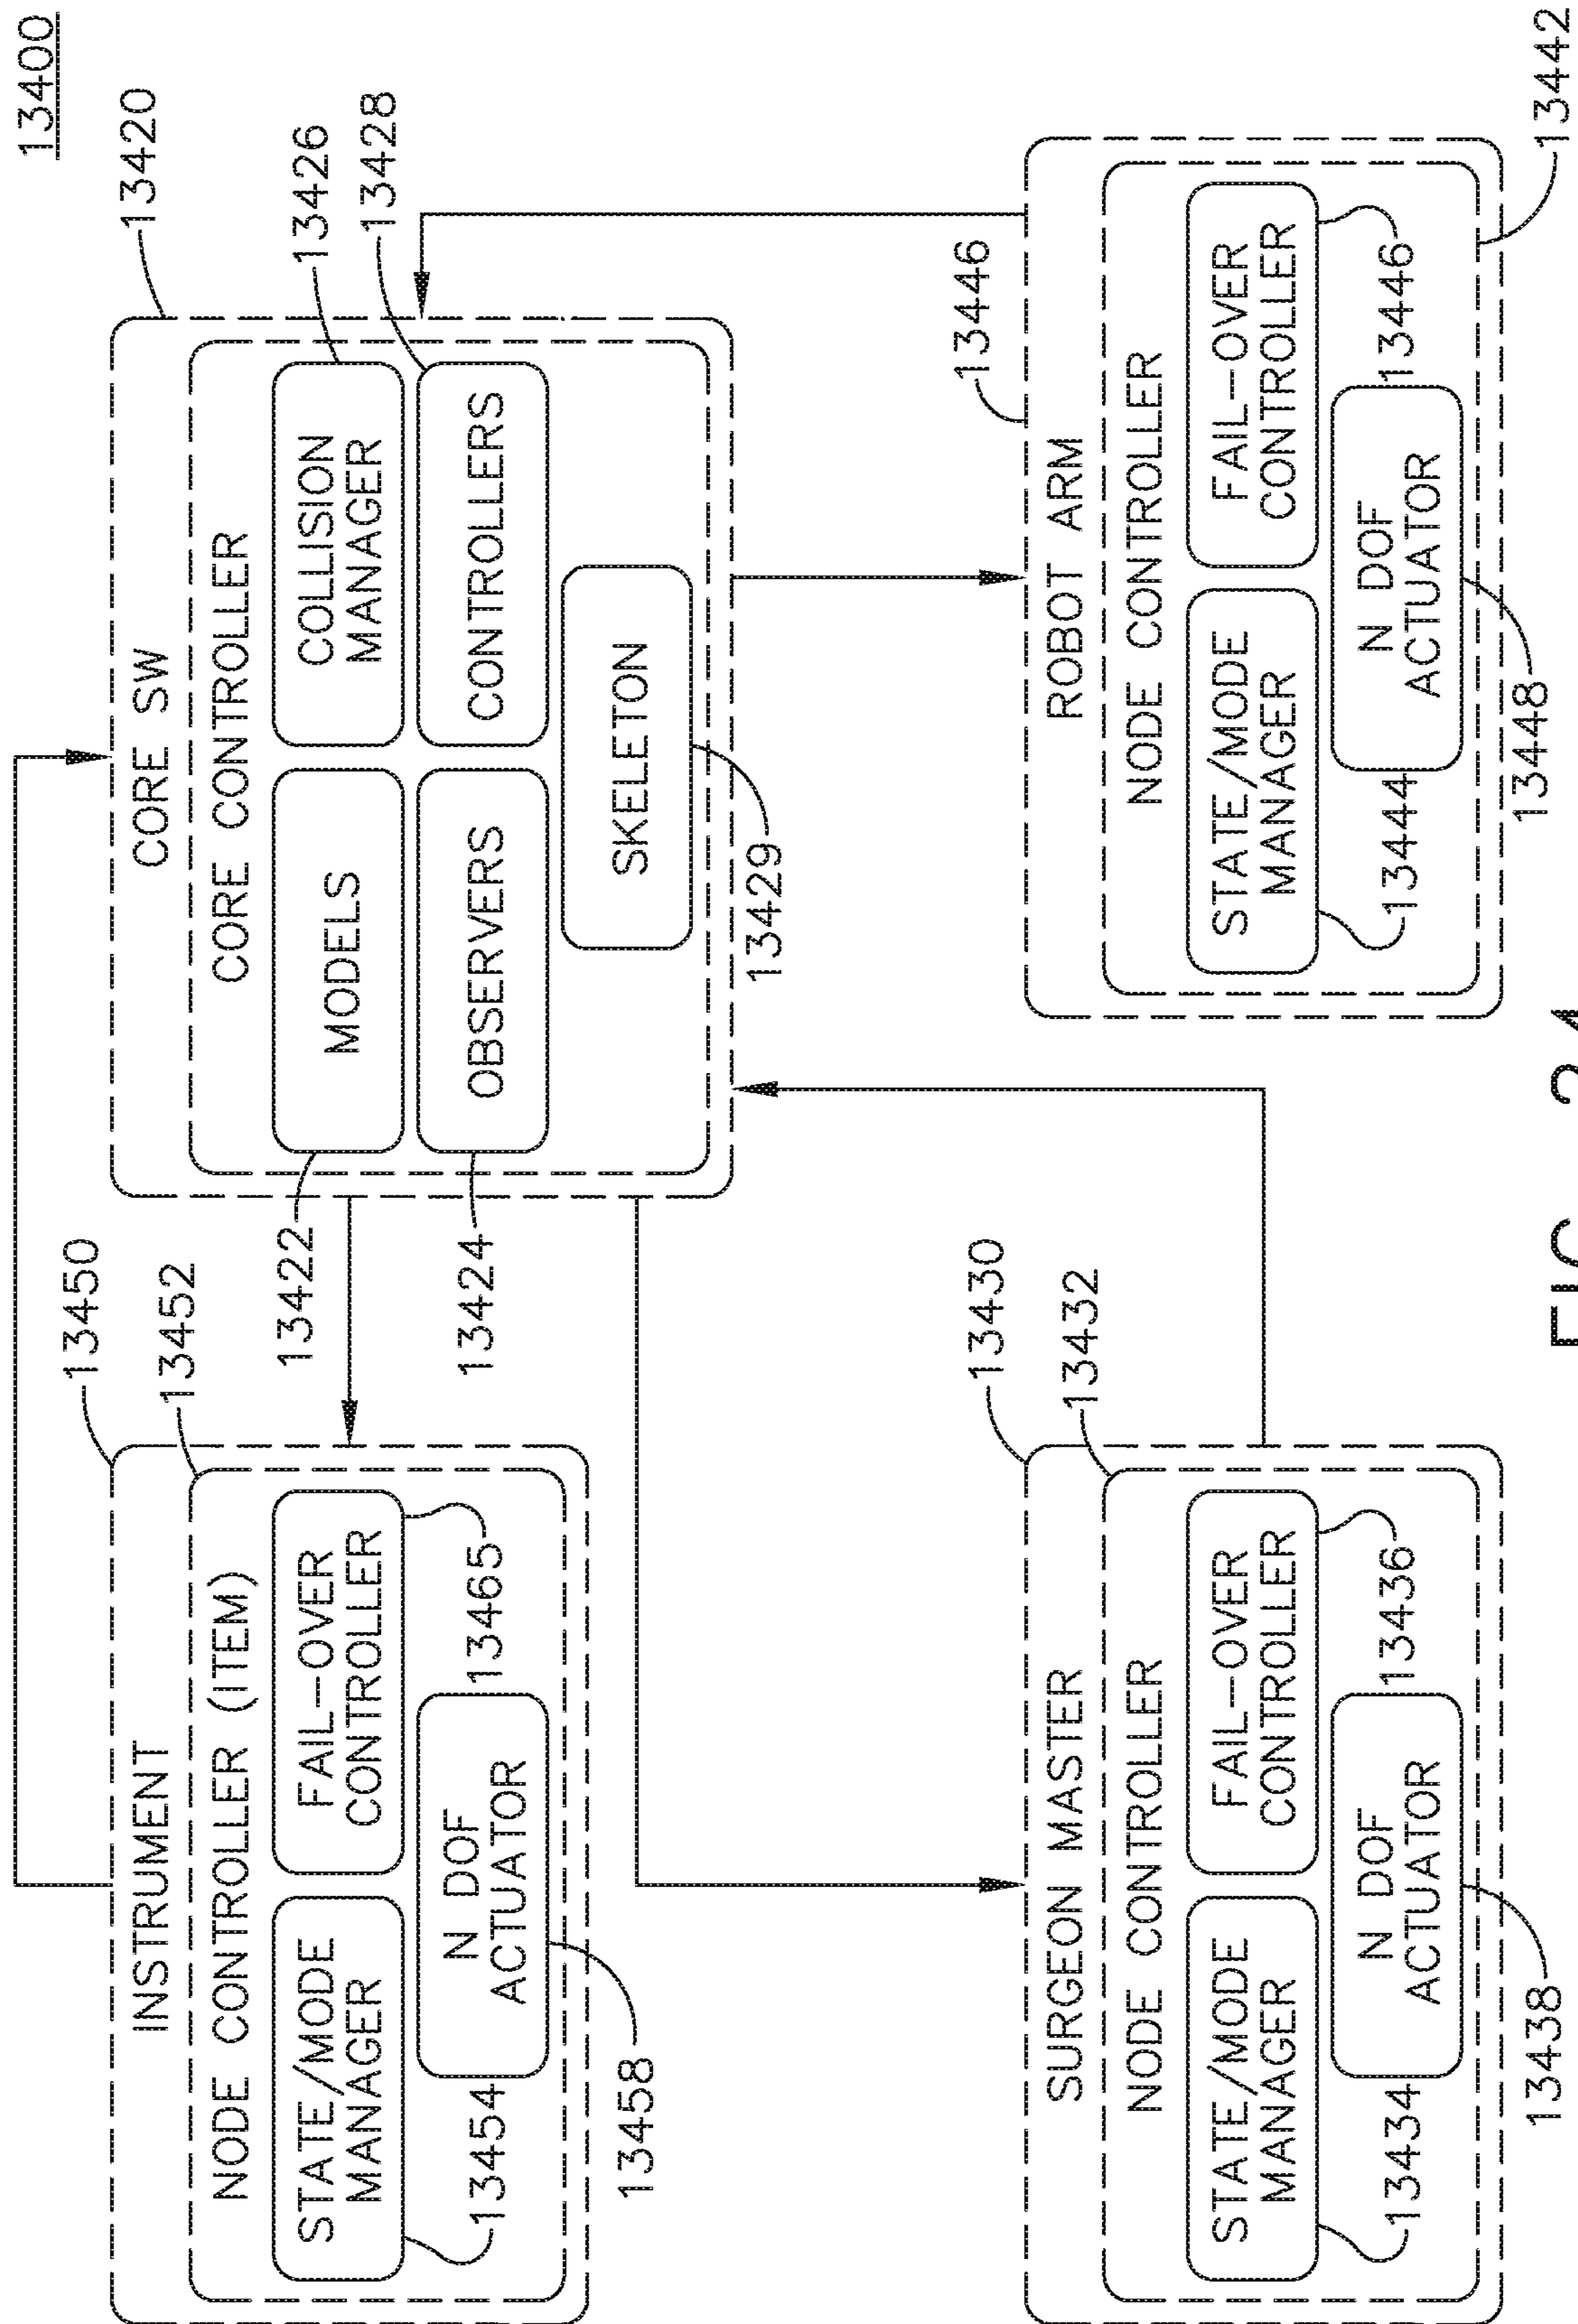 13400
INSTRUMENT
NODE CONTROLLER (ITEM)
STATE/MODE
MANAGER
FAIL-OVER
CONTROLLER
N DOF
ACTUATOR
13450
13452
13454
13465
13458
CORE SW
CORE CONTROLLER
MODELS
COLLISION
MANAGER
OBSERVERS
CONTROLLERS
SKELETON
13420
13426
13428
13422
13424
13429
SURGEON MASTER
NODE CONTROLLER
STATE/MODE
MANAGER
FAIL-OVER
CONTROLLER
N DOF
ACTUATOR
13430
13432
13434
13436
13438
ROBOT ARM
NODE CONTROLLER
STATE/MODE
MANAGER
FAIL-OVER
CONTROLLER
N DOF
ACTUATOR
13446
13444
13446
13448
13442